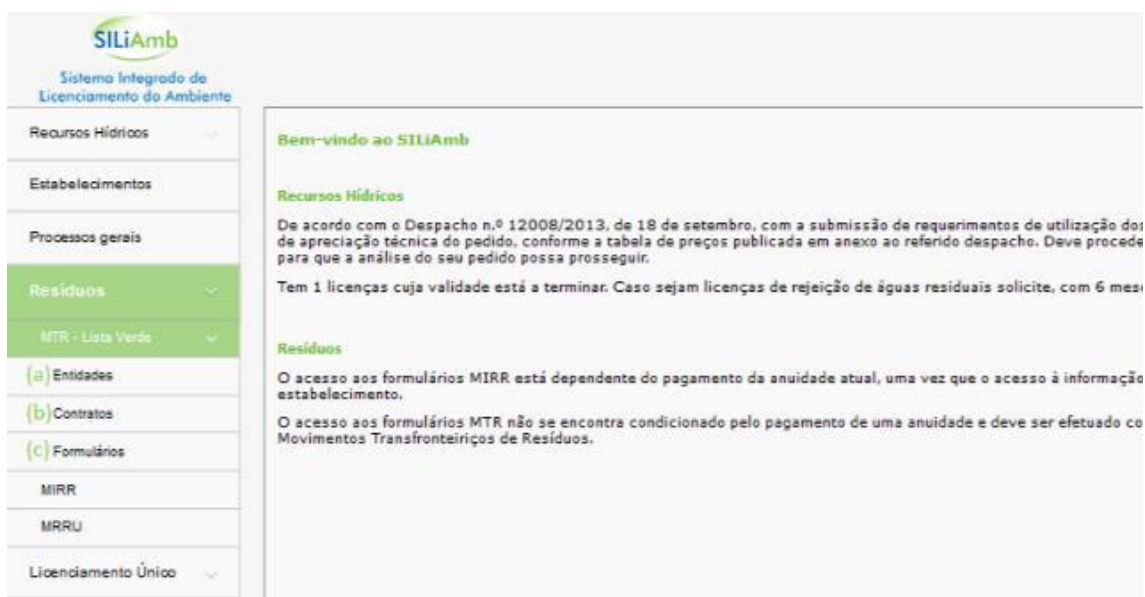 SILiAmb
Sistema Integrado de
Licenciamento do Ambiente
Recursos Hídricos
Estabelecimentos
Processos gerais
Resíduos
MTR - Lista Verde
(a) Entidades
(b) Contratos
(c) Formulários
MIRR
MRRU
Licenciamento Único
Bem-vindo ao SILiAmb
Recursos Hídricos
De acordo com o Despacho n.º 12008/2013, de 18 de setembro, com a submissão de requerimentos de utilização dos
de apreciação técnica do pedido, conforme a tabela de preços publicada em anexo ao referido despacho. Deve procede
para que a análise do seu pedido possa prosseguir.
Tem 1 licenças cuja validade está a terminar. Caso sejam licenças de rejeição de águas residuais solicite, com 6 mese
Resíduos
O acesso aos formulários MIRR está dependente do pagamento da anuidade atual, uma vez que o acesso à informação
estabelecimento.
O acesso aos formulários MTR não se encontra condicionado pelo pagamento de uma anuidade e deve ser efetuado co
Movimentos Transfronteiriços de Resíduos.